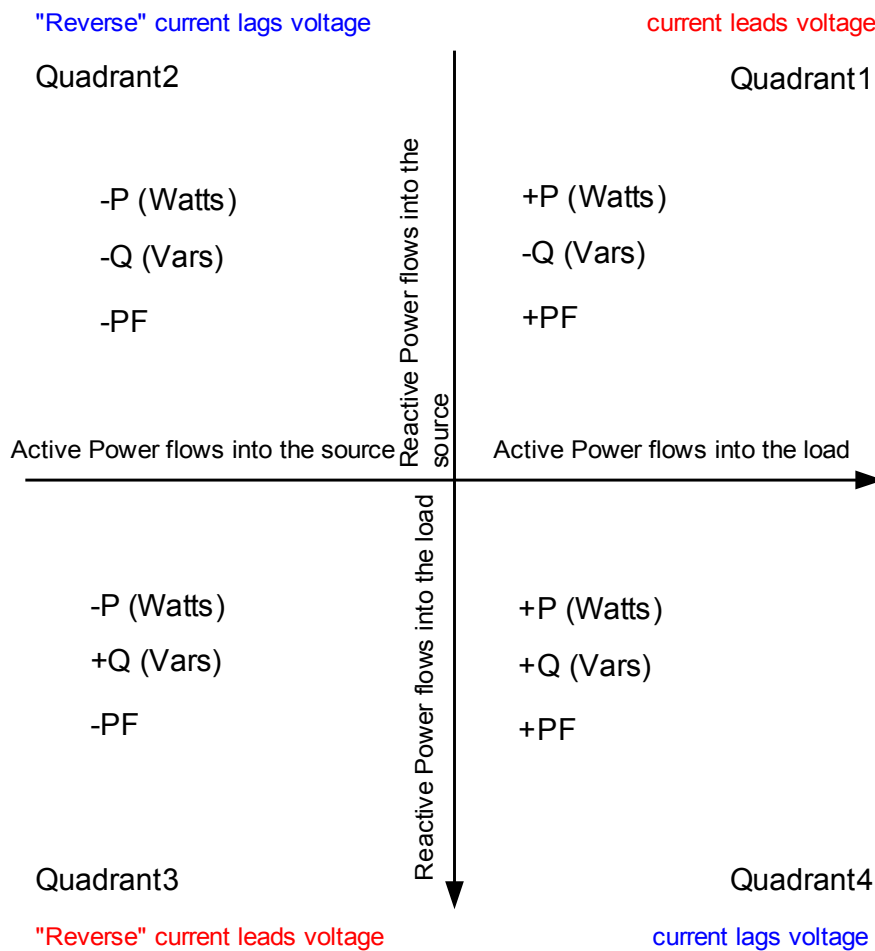 "Reverse" current lags voltage
current leads voltage
Quadrant2
Quadrant1
-P (Watts)
-Q (Vars)
-PF
+P (Watts)
-Q (Vars)
+PF
Reactive Power flows into the
source
Active Power flows into the source
Active Power flows into the load
-P (Watts)
+Q (Vars)
-PF
Reactive Power flows into the load
+P (Watts)
+Q (Vars)
+PF
Quadrant3
Quadrant4
"Reverse" current leads voltage
current lags voltage